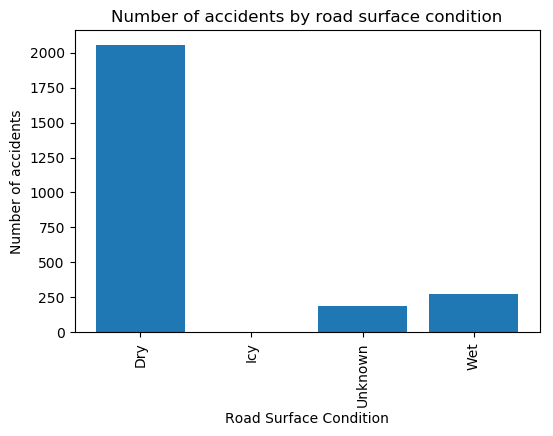 Number of accidents by road surface condition
Number of accidents
2000
1750
1500
1250
1000
750
500
250
0
Dry
Icy
Unknown
Wet
Road Surface Condition